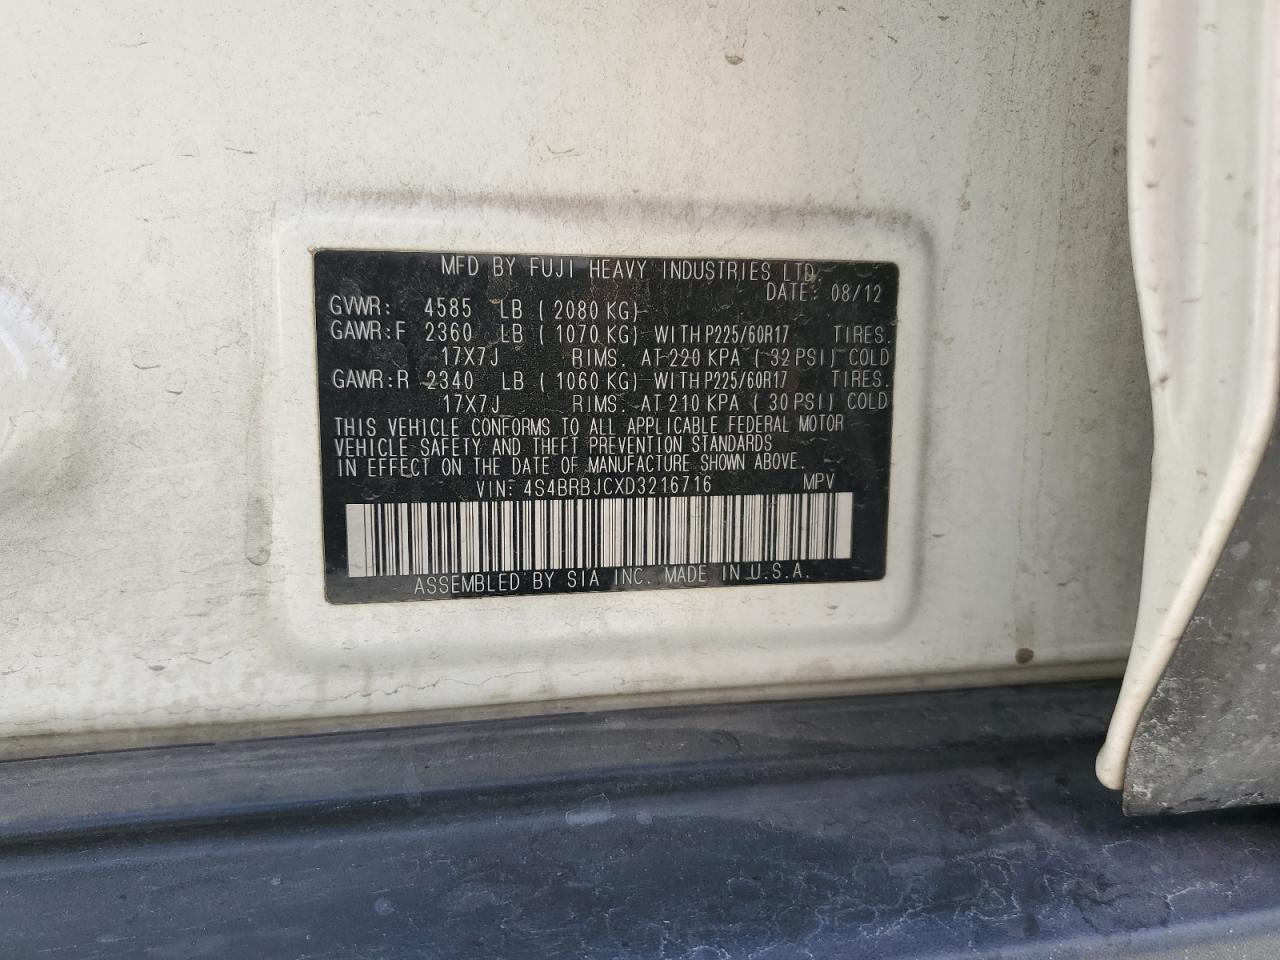 MFD BY FUJI HEAVY INDUSTRIES LTD
DATE: 08/12
GVWR: 4585 LB ( 2080 KG)
GAWR:F 2360 LB ( 1070 KG) WITH P225/60R17 TIRES.
17X7J RIMS. AT 220 KPA ( 32 PSI) COLD
GAWR:R 2340 LB ( 1060 KG) WITH P225/60R17 TIRES.
17X7J RIMS. AT 210 KPA ( 30 PSI) COLD
THIS VEHICLE CONFORMS TO ALL APPLICABLE FEDERAL MOTOR
VEHICLE SAFETY AND THEFT PREVENTION STANDARDS
IN EFFECT ON THE DATE OF MANUFACTURE SHOWN ABOVE.
VIN: 4S4BRBJCXD3216716 MPV
ASSEMBLED BY SIA INC. MADE IN U.S.A.